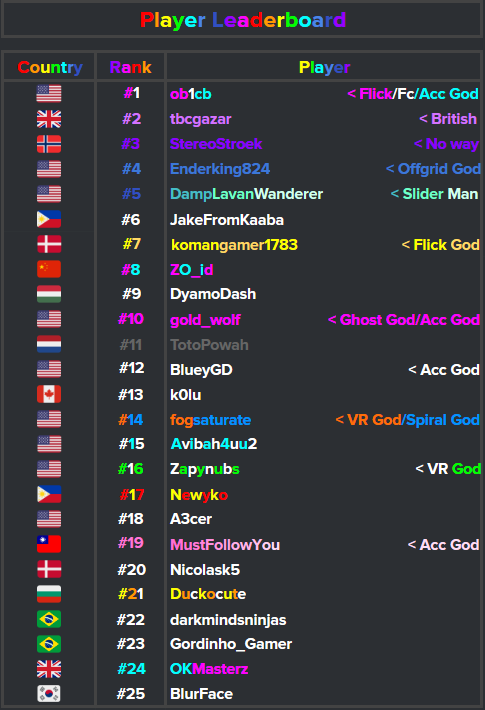 Player Leaderboard
Country Rank Player
#1 ob1cb < Flick/Fc/Acc God
#2 tbcgazar < British
#3 StereoStroek < No way
#4 Enderking824 < Offgrid God
#5 DampLavanWanderer < Slider Man
#6 JakeFromKaaba
#7 komangamer1783 < Flick God
#8 ZO_id
#9 DyamoDash
#10 gold_wolf < Ghost God/Acc God
#11 TotoPowah
#12 BlueyGD < Acc God
#13 k0lu
#14 fogsaturate < VR God/Spiral God
#15 Avibah4uu2
#16 Zapynubs < VR God
#17 Newyko
#18 A3cer
#19 MustFollowYou < Acc God
#20 Nicolask5
#21 Duckocute
#22 darkmindsninjas
#23 Gordinho_Gamer
#24 OKMasterz
#25 BlurFace